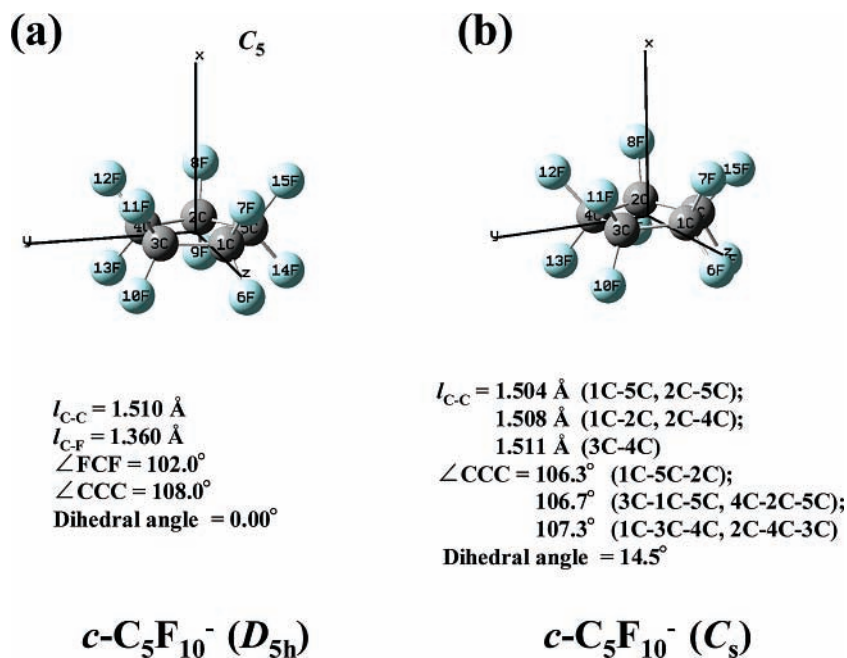 (a)
C5
x
8F
12F
15F
11F
7F
2C
4C
5C
y
3C
1C
9F
z
13F
14F
10F
6F
lC-C = 1.510 Å
lC-F = 1.360 Å
∠FCF = 102.0°
∠CCC = 108.0°
Dihedral angle = 0.00°
c-C5F10- (D5h)
(b)
x
8F
12F
7F
15F
11F
2C
4C
C
1C
3C
y
z
13F
F
6F
10F
lC-C = 1.504 Å (1C-5C, 2C-5C);
1.508 Å (1C-2C, 2C-4C);
1.511 Å (3C-4C)
∠CCC = 106.3° (1C-5C-2C);
106.7° (3C-1C-5C, 4C-2C-5C);
107.3° (1C-3C-4C, 2C-4C-3C)
Dihedral angle = 14.5°
c-C5F10- (Cs)